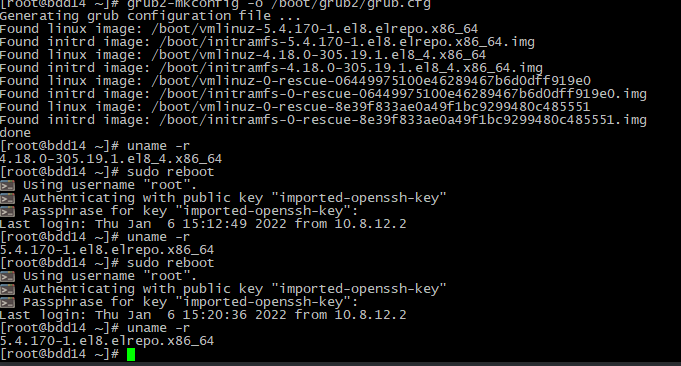 [root@bdd14 ~]# grub2-mkconfig -o /boot/grub2/grub.cfg
Generating grub configuration file ...
Found linux image: /boot/vmlinuz-5.4.170-1.el8.elrepo.x86_64
Found initrd image: /boot/initramfs-5.4.170-1.el8.elrepo.x86_64.img
Found linux image: /boot/vmlinuz-4.18.0-305.19.1.el8_4.x86_64
Found initrd image: /boot/initramfs-4.18.0-305.19.1.el8_4.x86_64.img
Found linux image: /boot/vmlinuz-0-rescue-06449975100e46289467b6d0dff919e0
Found initrd image: /boot/initramfs-0-rescue-06449975100e46289467b6d0dff919e0.img
Found linux image: /boot/vmlinuz-0-rescue-8e39f833ae0a49f1bc9299480c485551
Found initrd image: /boot/initramfs-0-rescue-8e39f833ae0a49f1bc9299480c485551.img
done
[root@bdd14 ~]# uname -r
4.18.0-305.19.1.el8_4.x86_64
[root@bdd14 ~]# sudo reboot
Using username "root".
Authenticating with public key "imported-openssh-key"
Passphrase for key "imported-openssh-key":
Last login: Thu Jan  6 15:12:49 2022 from 10.8.12.2
[root@bdd14 ~]# uname -r
5.4.170-1.el8.elrepo.x86_64
[root@bdd14 ~]# sudo reboot
Using username "root".
Authenticating with public key "imported-openssh-key"
Passphrase for key "imported-openssh-key":
Last login: Thu Jan  6 15:20:36 2022 from 10.8.12.2
[root@bdd14 ~]# uname -r
5.4.170-1.el8.elrepo.x86_64
[root@bdd14 ~]#